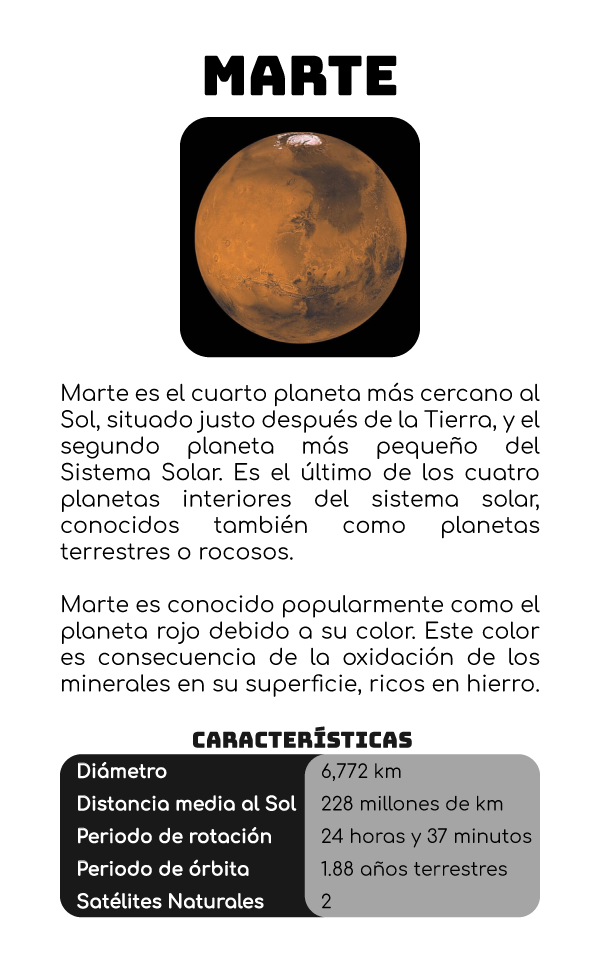 MARTE
Marte es el cuarto planeta más cercano al
Sol, situado justo después de la Tierra, y el
segundo planeta más pequeño del
Sistema Solar. Es el último de los cuatro
planetas interiores del sistema solar,
conocidos también como planetas
terrestres o rocosos.
Marte es conocido popularmente como el
planeta rojo debido a su color. Este color
es consecuencia de la oxidación de los
minerales en su superficie, ricos en hierro.
CARACTERÍSTICAS
Diámetro 6,772 km
Distancia media al Sol 228 millones de km
Periodo de rotación 24 horas y 37 minutos
Periodo de órbita 1.88 años terrestres
Satélites Naturales 2